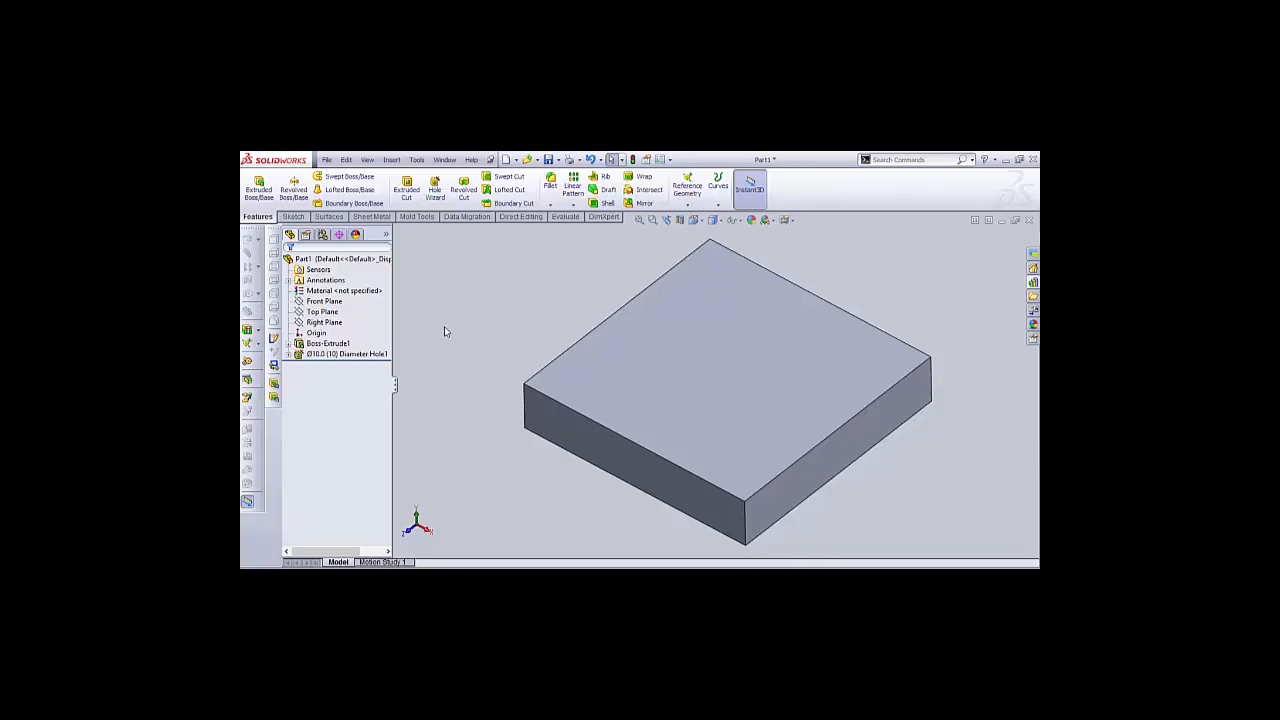 SOLIDWORKS File Edit View Insert Tools Window Help Part1 * Search Commands
Extruded Boss/Base
Revolved Boss/Base
Swept Boss/Base
Lofted Boss/Base
Boundary Boss/Base
Extruded Cut
Hole Wizard
Revolved Cut
Swept Cut
Lofted Cut
Boundary Cut
Fillet
Linear Pattern
Rib
Draft
Shell
Wrap
Intersect
Mirror
Reference Geometry
Curves
Instant3D
Features Sketch Surfaces Sheet Metal Mold Tools Data Migration Direct Editing Evaluate DimXpert
Part1 (Default<<Default>_Disp
Sensors
Annotations
Material <not specified>
Front Plane
Top Plane
Right Plane
Origin
Boss-Extrude1
Ø10.0 (10) Diameter Hole1
Y
X
Z
Model Motion Study 1